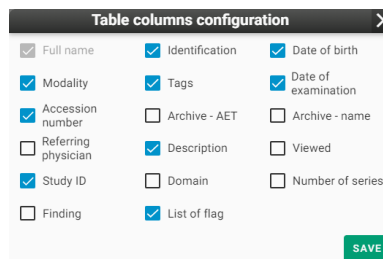 Table columns configuration
Full name
Identification
Date of birth
Modality
Tags
Date of
examination
Accession
number
Archive - AET
Archive - name
Referring
physician
Description
Viewed
Study ID
Domain
Number of series
Finding
List of flag
SAVE